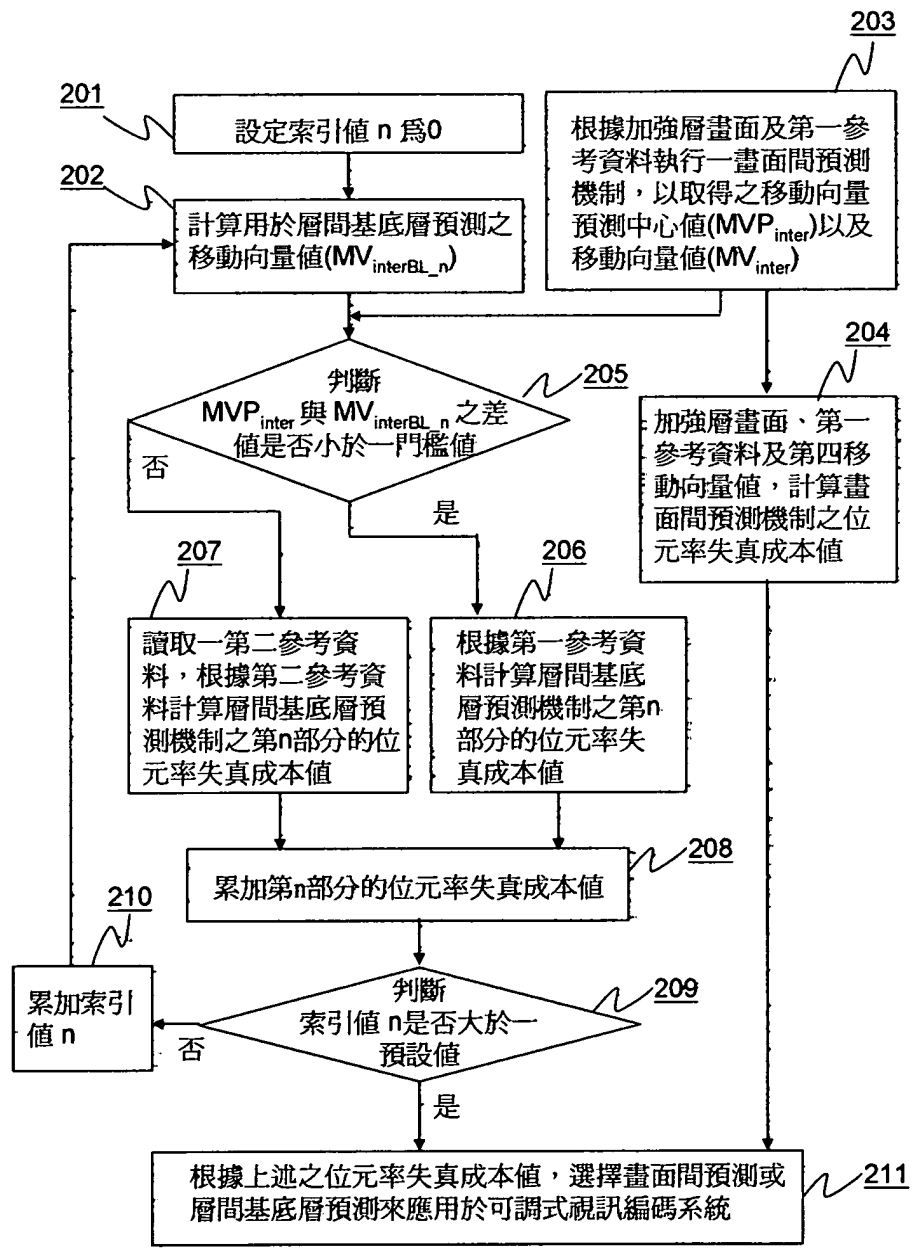 203
201
設定索引值 n 爲0
根據加強層畫面及第一參
考資料執行一畫面間預測
機制，以取得之移動向量
預測中心値(MVPinter)以及
移動向量値(MVinter)
202
計算用於層間基底層預測之
移動向量値(MVinterBL_n)
204
加強層畫面、第一
參考資料及第四移
動向量値，計算畫
面間預測機制之位
元率失真成本値
205
判斷
MVPinter 與 MVinterBL_n 之差
値是否小於一門檻値
否
是
207
讀取一第二參考資
料，根據第二參考資
料計算層間基底層預
測機制之第n部分的位
元率失真成本値
206
根據第一參考資
料計算層間基底
層預測機制之第n
部分的位元率失
真成本値
208
累加第n部分的位元率失真成本値
210
累加索引
値 n
209
判斷
索引値 n是否大於一
預設値
否
是
211
根據上述之位元率失真成本値，選擇畫面間預測或
層間基底層預測來應用於可調式視訊編碼系統